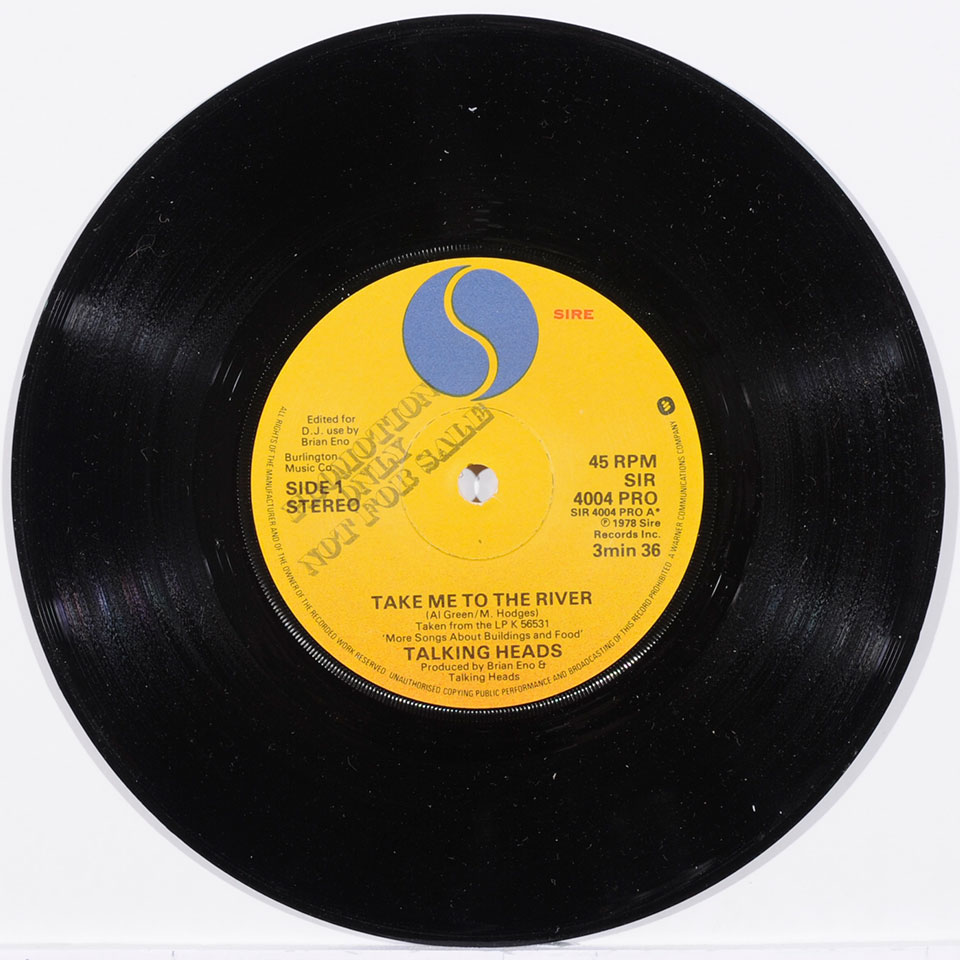 SIRE
Edited for
D.J. use by
Brian Eno
Burlington
Music Co.
SIDE 1
STEREO
PROMOTION
ONLY
NOT FOR SALE
45 RPM
SIR
4004 PRO
SIR 4004 PRO A*
℗ 1978 Sire
Records Inc.
3min 36
TAKE ME TO THE RIVER
(Al Green/M. Hodges)
Taken from the LP K 56531
'More Songs About Buildings and Food'
TALKING HEADS
Produced by Brian Eno &
Talking Heads
ALL RIGHTS OF THE MANUFACTURER AND OF THE OWNER OF THE RECORDED WORK RESERVED. UNAUTHORISED COPYING PUBLIC PERFORMANCE AND BROADCASTING OF THIS RECORD PROHIBITED. A WARNER COMMUNICATIONS COMPANY